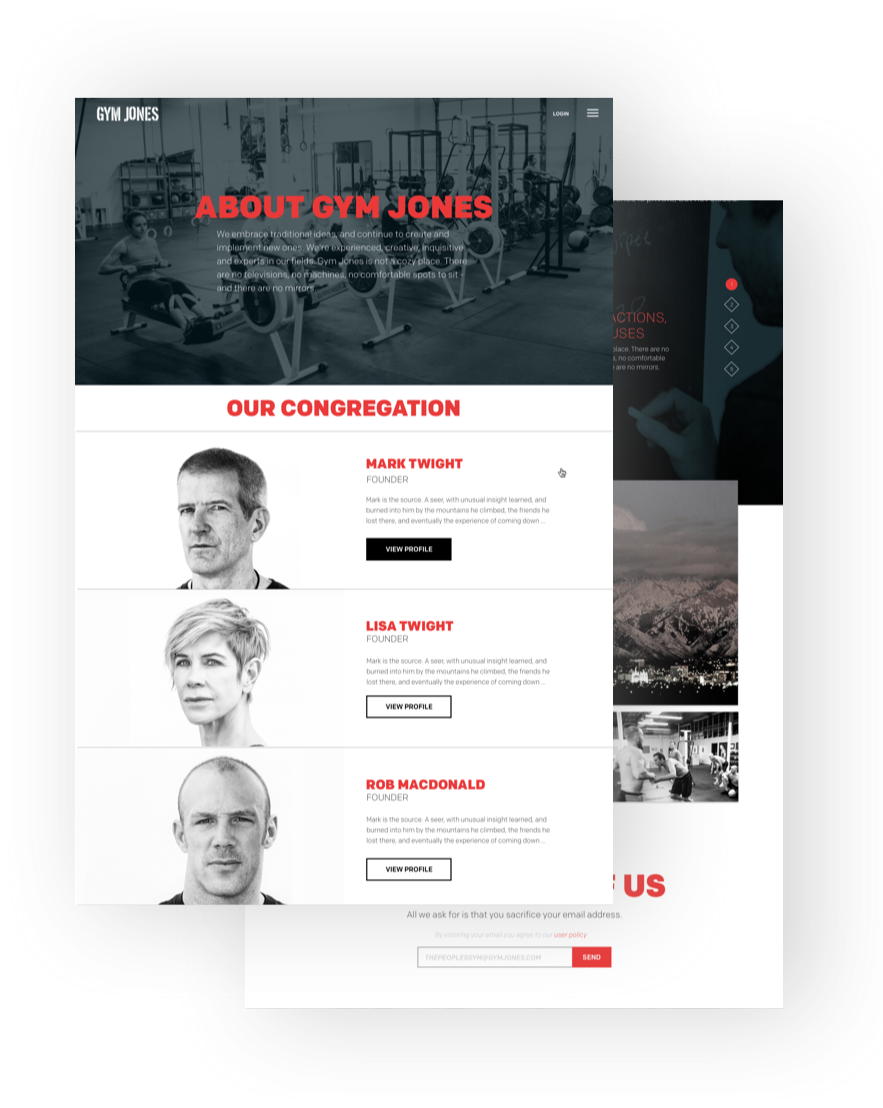 GYM JONES
LOGIN
ABOUT GYM JONES
We embrace traditional ideas, and continue to create and
implement new ones. We're experienced, creative, inquisitive
and experts in our fields. Gym Jones is not a cozy place. There
are no televisions, no machines, no comfortable spots to sit -
and there are no mirrors.
OUR CONGREGATION
MARK TWIGHT
FOUNDER
Mark is the source. A seer, with unusual insight learned, and
burned into him by the mountains he climbed, the friends he
lost there, and eventually the experience of coming down ...
VIEW PROFILE
LISA TWIGHT
FOUNDER
Mark is the source. A seer, with unusual insight learned, and
burned into him by the mountains he climbed, the friends he
lost there, and eventually the experience of coming down ...
VIEW PROFILE
ROB MACDONALD
FOUNDER
Mark is the source. A seer, with unusual insight learned, and
burned into him by the mountains he climbed, the friends he
lost there, and eventually the experience of coming down ...
VIEW PROFILE
ACTIONS,
USES
place. There are no
s, no comfortable
are no mirrors.
1
2
3
4
5
US
All we ask for is that you sacrifice your email address.
By entering your email you agree to our user policy
THEPEOPLESGYM@GYMJONES.COM
SEND